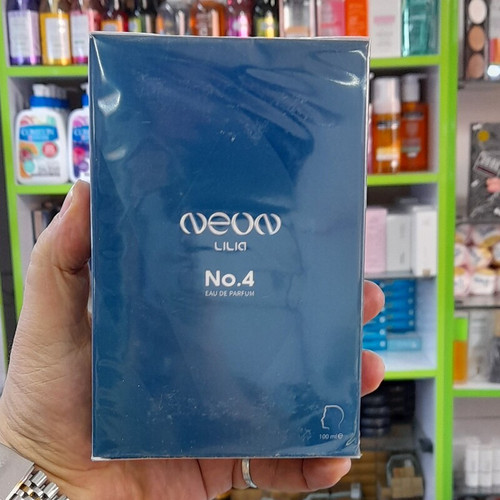 NEON
LILIA
No.4
EAU DE PARFUM
100 ml ℮